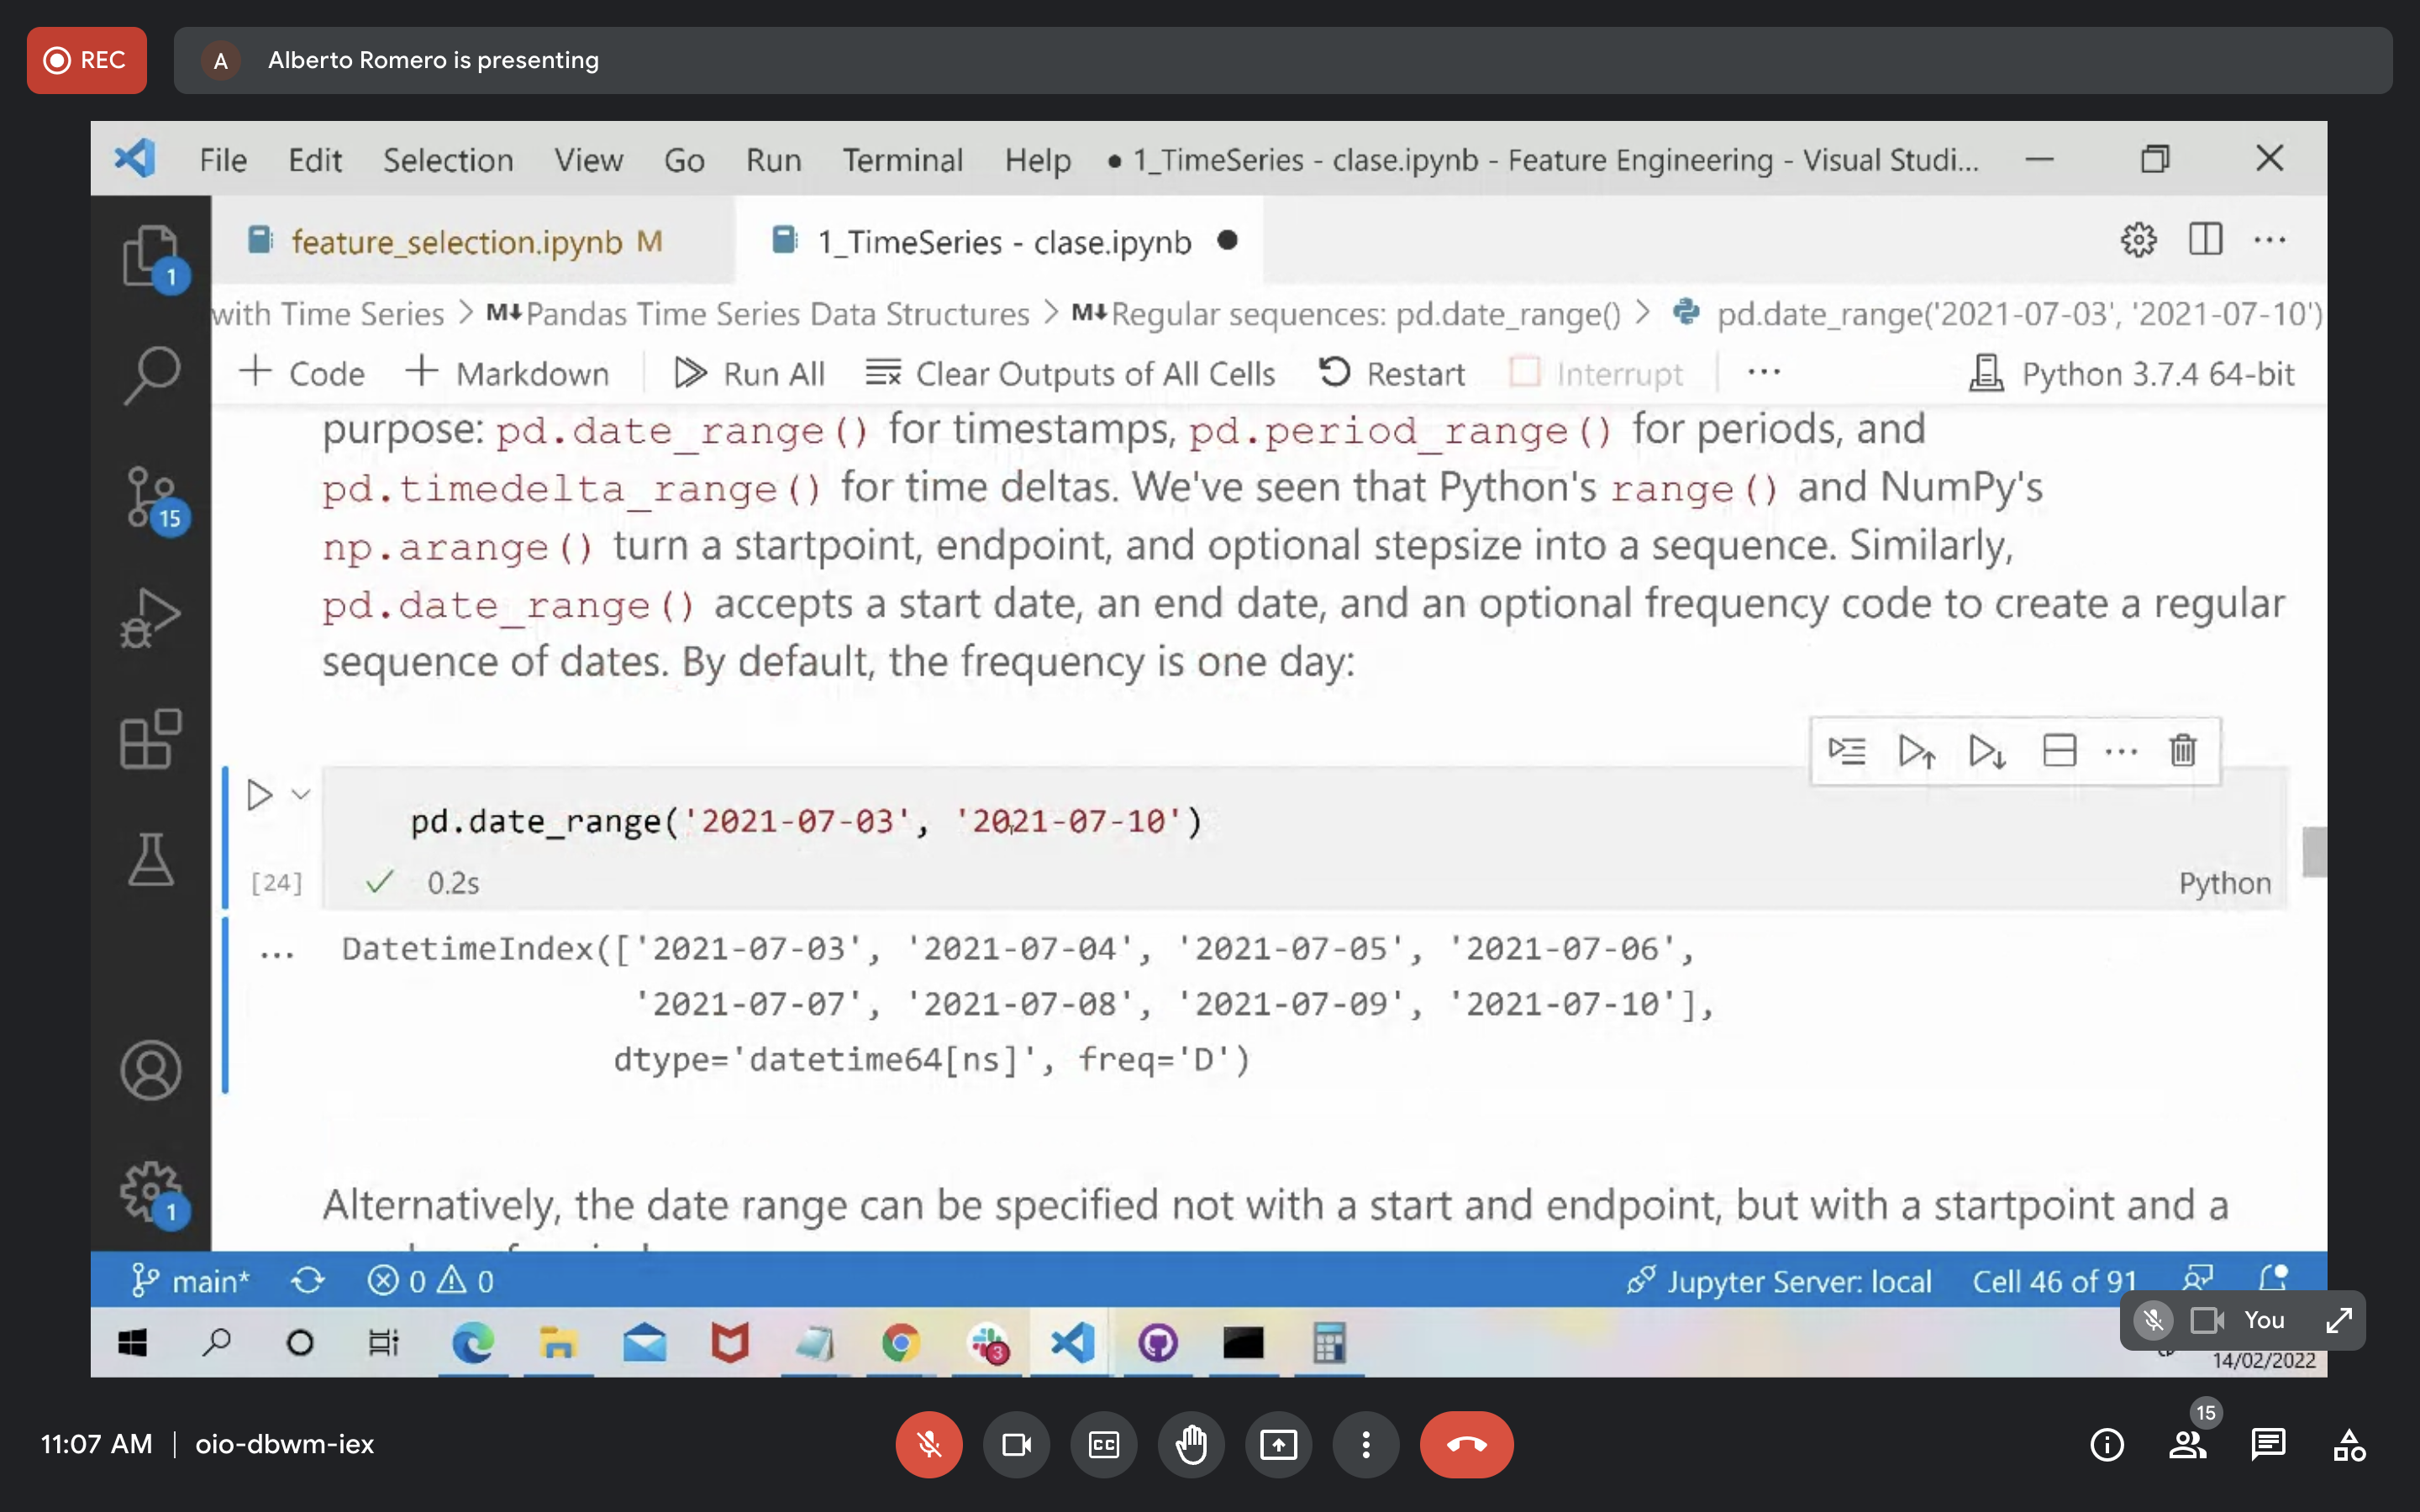 REC
A Alberto Romero is presenting
File Edit Selection View Go Run Terminal Help ● 1_TimeSeries - clase.ipynb - Feature Engineering - Visual Studi...
feature_selection.ipynb M 1_TimeSeries - clase.ipynb ●
with Time Series > M↓Pandas Time Series Data Structures > M↓Regular sequences: pd.date_range() > pd.date_range('2021-07-03', '2021-07-10')
+ Code + Markdown Run All Clear Outputs of All Cells Restart Interrupt ... Python 3.7.4 64-bit
1
15
1
purpose: pd.date_range() for timestamps, pd.period_range() for periods, and
pd.timedelta_range() for time deltas. We've seen that Python's range() and NumPy's
np.arange() turn a startpoint, endpoint, and optional stepsize into a sequence. Similarly,
pd.date_range() accepts a start date, an end date, and an optional frequency code to create a regular
sequence of dates. By default, the frequency is one day:
pd.date_range('2021-07-03', '2021-07-10')
[24] ✓ 0.2s Python
... DatetimeIndex(['2021-07-03', '2021-07-04', '2021-07-05', '2021-07-06',
'2021-07-07', '2021-07-08', '2021-07-09', '2021-07-10'],
dtype='datetime64[ns]', freq='D')
Alternatively, the date range can be specified not with a start and endpoint, but with a startpoint and a
main* 0 0 Jupyter Server: local Cell 46 of 91
3
You
14/02/2022
11:07 AM | oio-dbwm-iex
CC
15